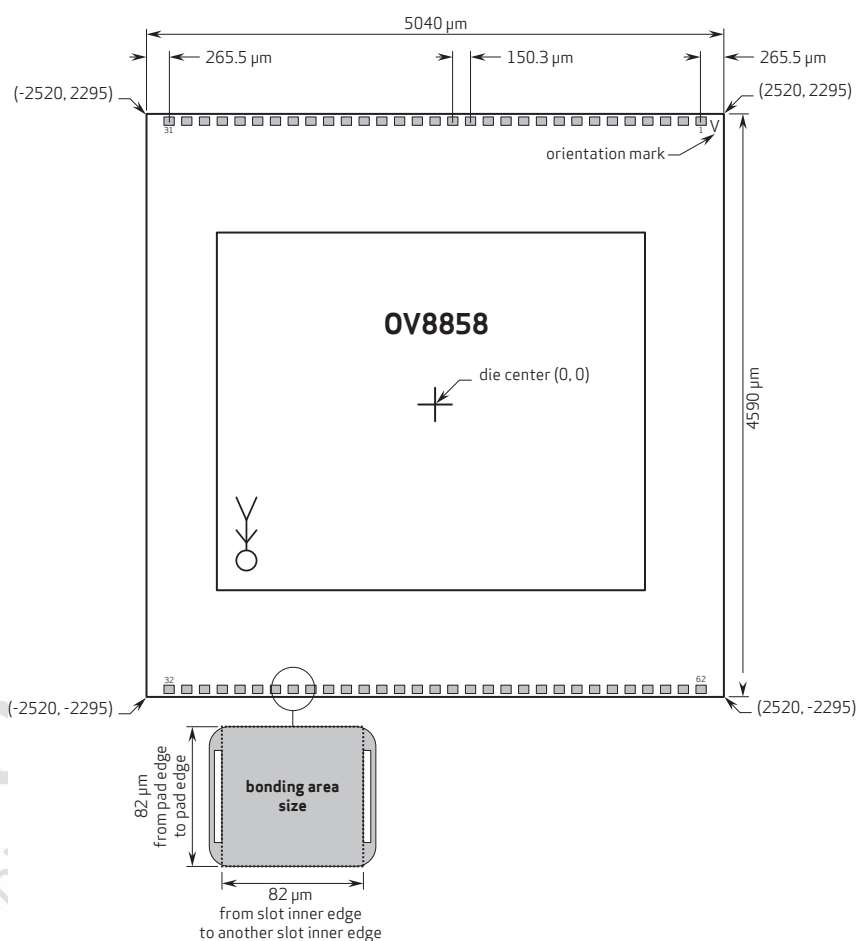 5040 µm
265.5 µm
150.3 µm
265.5 µm
(-2520, 2295)
(2520, 2295)
31
1
V
orientation mark
OV8858
die center (0, 0)
4590 µm
32
62
(-2520, -2295)
(2520, -2295)
82 µm
from pad edge
to pad edge
bonding area
size
82 µm
from slot inner edge
to another slot inner edge